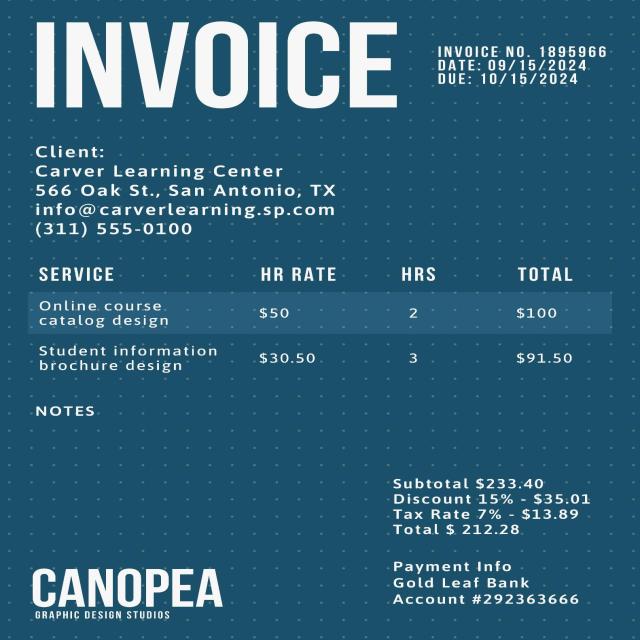 INVOICE
INVOICE NO. 1895966
DATE: 09/15/2024
DUE: 10/15/2024
Client:
Carver Learning Center
566 Oak St., San Antonio, TX
info@carverlearning.sp.com
(311) 555-0100
SERVICE HR RATE HRS TOTAL
Online course
catalog design $50 2 $100
Student information
brochure design $30.50 3 $91.50
NOTES
Subtotal $233.40
Discount 15% - $35.01
Tax Rate 7% - $13.89
Total $ 212.28
Payment Info
Gold Leaf Bank
Account #292363666
CANOPEA
GRAPHIC DESIGN STUDIOS